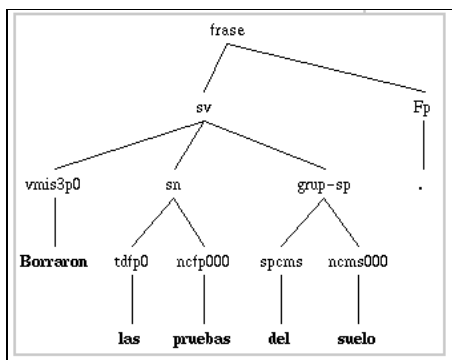 frase
sv Fp
vmis3p0 sn grup-sp .
Borraron tdfp0 ncfp000 spcms ncms000
las pruebas del suelo